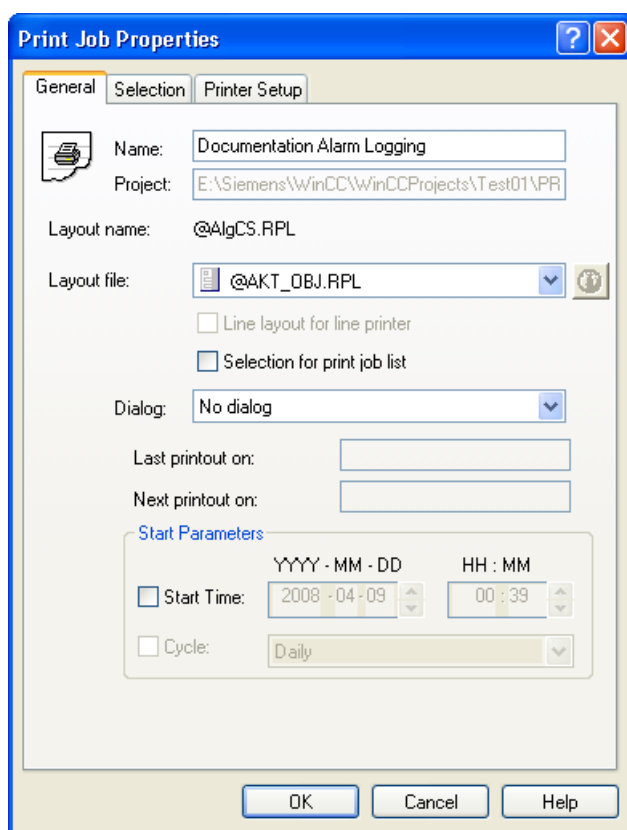 Print Job Properties
General Selection Printer Setup
Name: Documentation Alarm Logging
Project: E:\Siemens\WinCC\WinCCProjects\Test01\PR
Layout name: @AlgCS.RPL
Layout file: @AKT_OBJ.RPL
Line layout for line printer
Selection for print job list
Dialog: No dialog
Last printout on:
Next printout on:
Start Parameters
YYYY - MM - DD HH : MM
Start Time: 2008 - 04 - 09 00 : 39
Cycle: Daily
OK Cancel Help